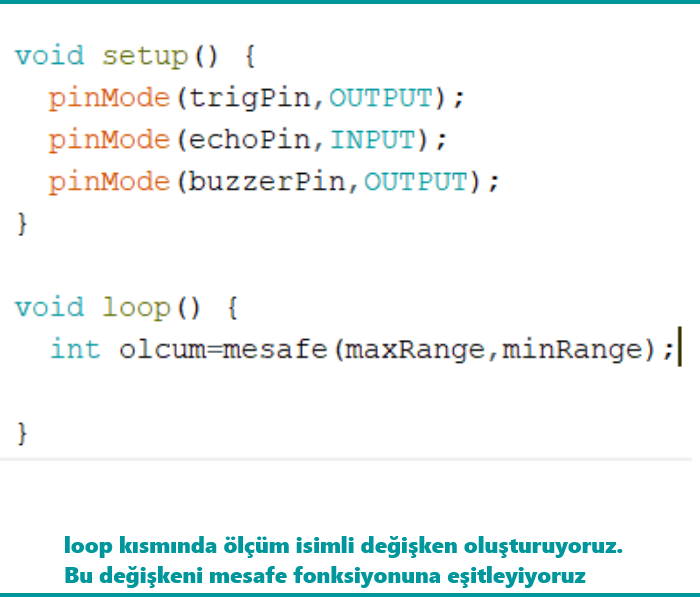 void setup() {
  pinMode(trigPin,OUTPUT);
  pinMode(echoPin,INPUT);
  pinMode(buzzerPin,OUTPUT);
}
void loop() {
  int olcum=mesafe(maxRange,minRange);
}
loop kısmında ölçüm isimli değişken oluşturuyoruz.
Bu değişkeni mesafe fonksiyonuna eşitleyiyoruz